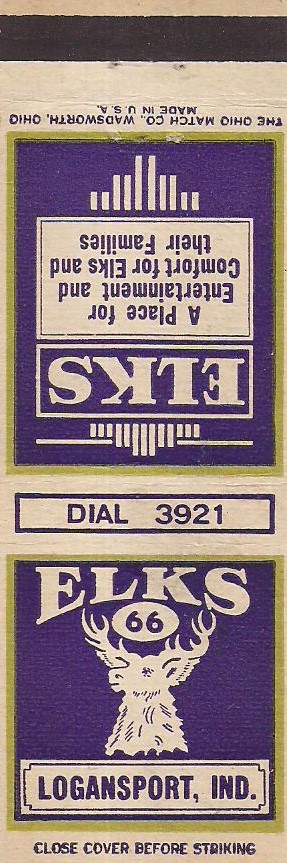 THE OHIO MATCH CO., WADSWORTH, OHIO
MADE IN U.S.A.
ELKS
A Place for
Entertainment and
Comfort for Elks and
their Families
DIAL 3921
ELKS
66
LOGANSPORT, IND.
CLOSE COVER BEFORE STRIKING